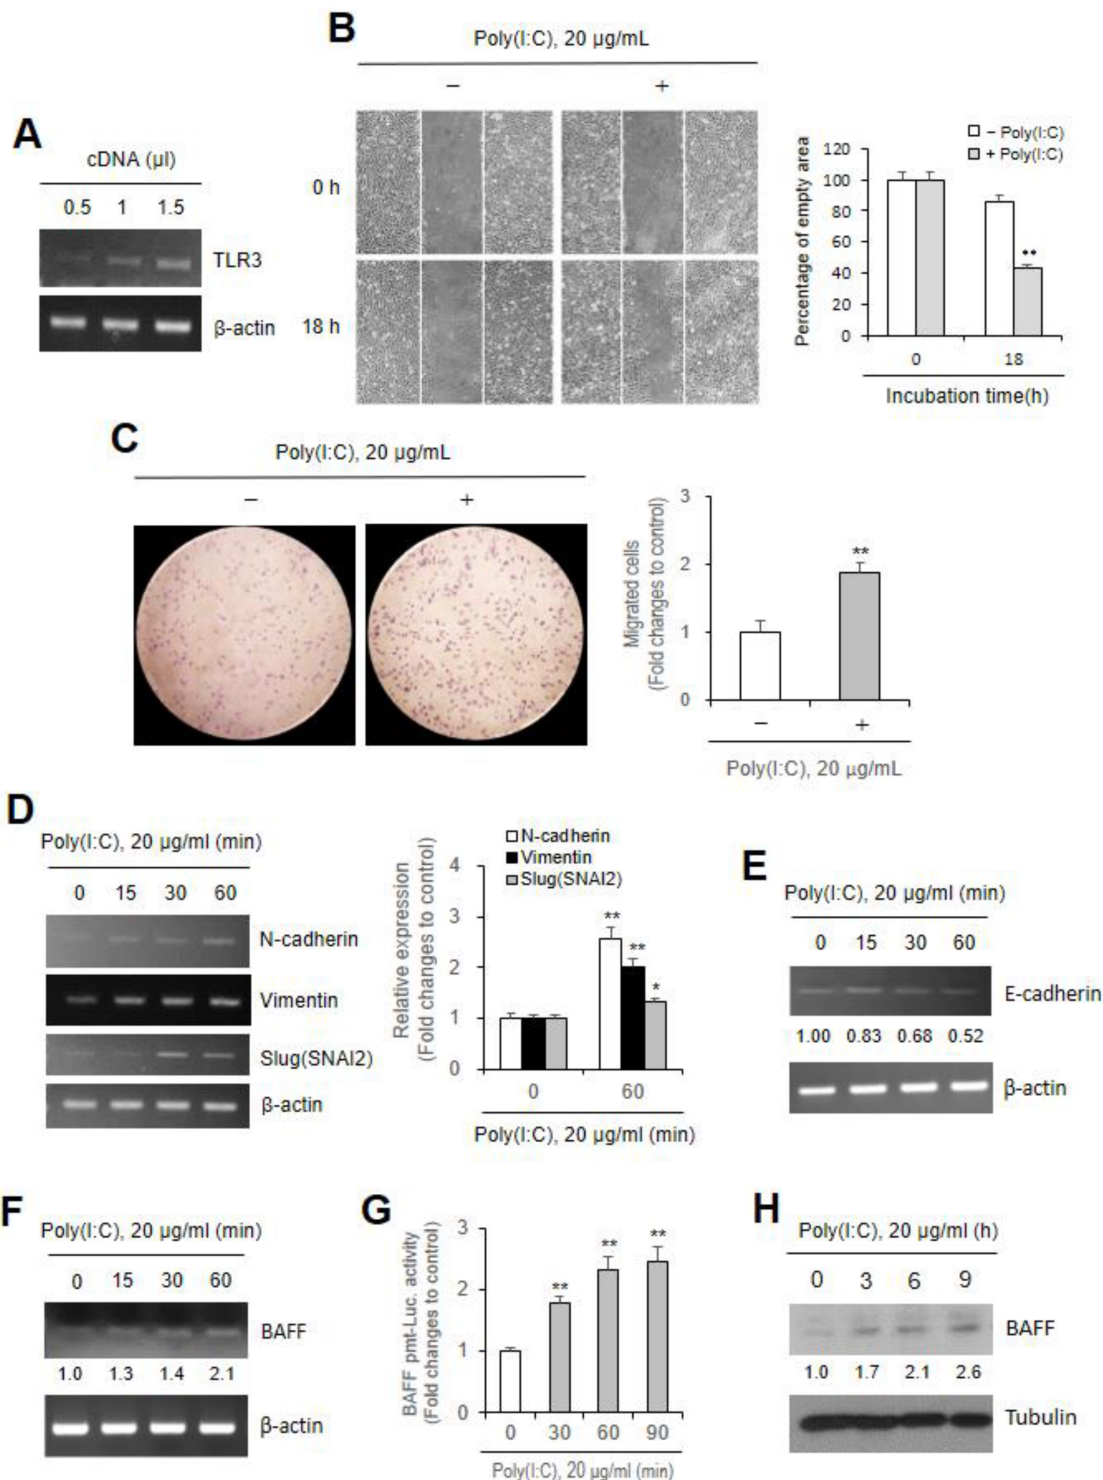 A
cDNA (µl)
0.5 1 1.5
TLR3
β-actin
B
Poly(I:C), 20 µg/mL
– +
0 h
18 h
– Poly(I:C)
+ Poly(I:C)
Percentage of empty area
120
100
80
60
40
20
0
**
0 18
Incubation time(h)
C
Poly(I:C), 20 µg/mL
– +
Migrated cells
(Fold changes to control)
3
2
1
0
**
– +
Poly(I:C), 20 µg/mL
D
Poly(I:C), 20 µg/ml (min)
0 15 30 60
N-cadherin
Vimentin
Slug(SNAI2)
β-actin
N-cadherin
Vimentin
Slug(SNAI2)
Relative expression
(Fold changes to control)
4
3
2
1
0
** ** *
0 60
Poly(I:C), 20 µg/ml (min)
E
Poly(I:C), 20 µg/ml (min)
0 15 30 60
E-cadherin
1.00 0.83 0.68 0.52
β-actin
F
Poly(I:C), 20 µg/ml (min)
0 15 30 60
BAFF
1.0 1.3 1.4 2.1
β-actin
G
BAFF pmt-Luc. activity
(Fold changes to control)
3
2
1
0
** ** **
0 30 60 90
Poly(I:C), 20 µg/ml (min)
H
Poly(I:C), 20 µg/ml (h)
0 3 6 9
BAFF
1.0 1.7 2.1 2.6
Tubulin